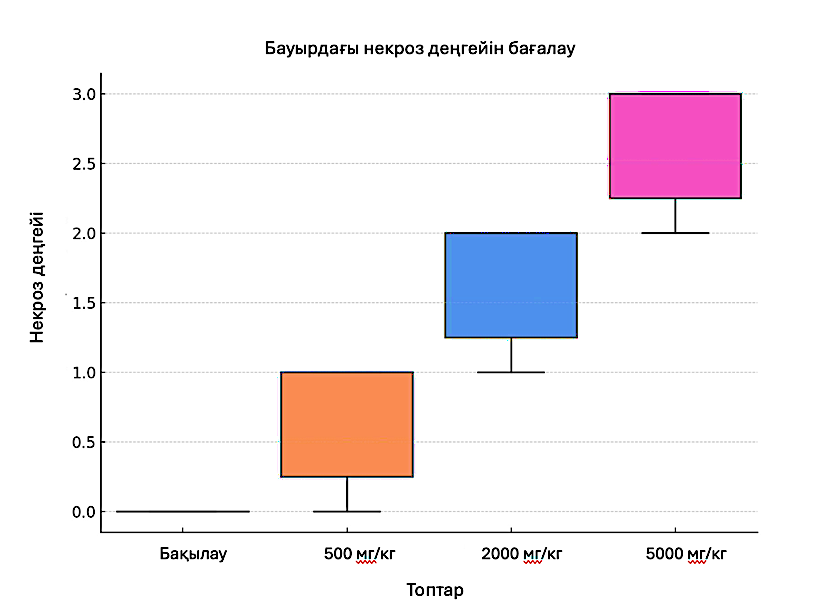 Бауырдағы некроз деңгейін бағалау
Некроз деңгейі
3.0
2.5
2.0
1.5
1.0
0.5
0.0
Бақылау 500 мг/кг 2000 мг/кг 5000 мг/кг
Топтар